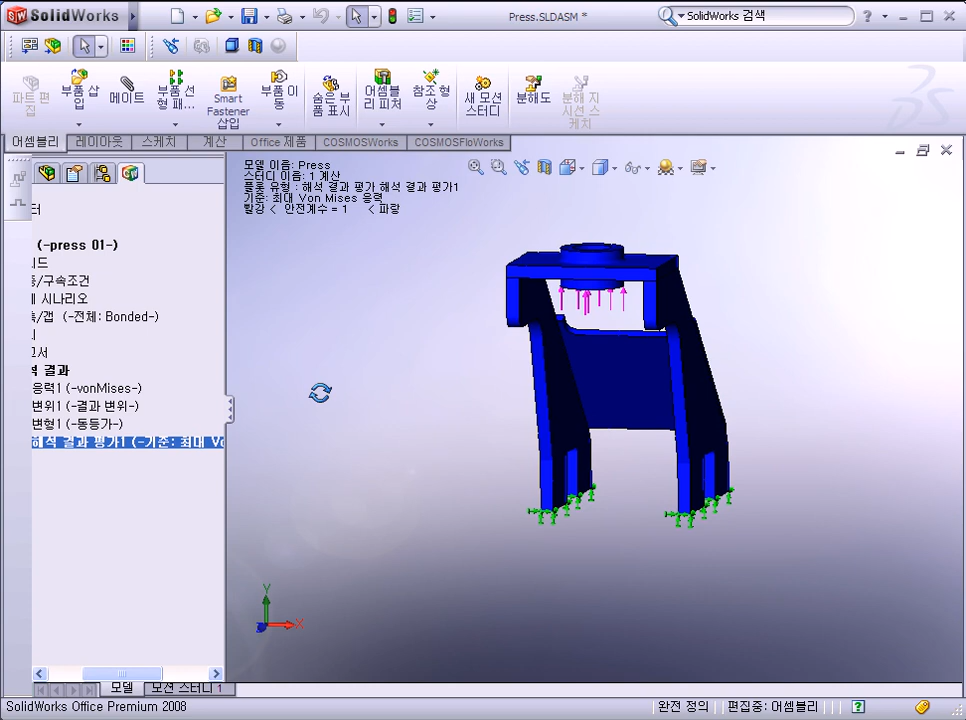 SolidWorks
Press.SLDASM
SolidWorks 검색
파트 편집
부품 삽입
메이트
부품 선형 패...
Smart Fastener 삽입
부품 이동
숨은 부품 표시
어셈블리 피처
참조 형상
새 모션 스터디
분해도
분해 지시선 스케치
어셈블리
레이아웃
스케치
계산
Office 제품
COSMOSWorks
COSMOSFloWorks
모델 이름: Press
스터디 이름: 1 계산
플롯 유형 : 해석 결과 평가 해석 결과 평가1
기준: 최대 Von Mises 응력
빨강 < 안전계수 = 1 < 파랑
터
(-press 01-)
드
/구속조건
시나리오
/갭 (-전체: Bonded-)
서
결과
응력1 (-vonMises-)
변위1 (-결과 변위-)
변형1 (-동등가-)
해석 결과 평가1 (-기준: 최대 Vo
Y
X
모델
모션 스터디 1
SolidWorks Office Premium 2008
완전 정의
편집중: 어셈블리